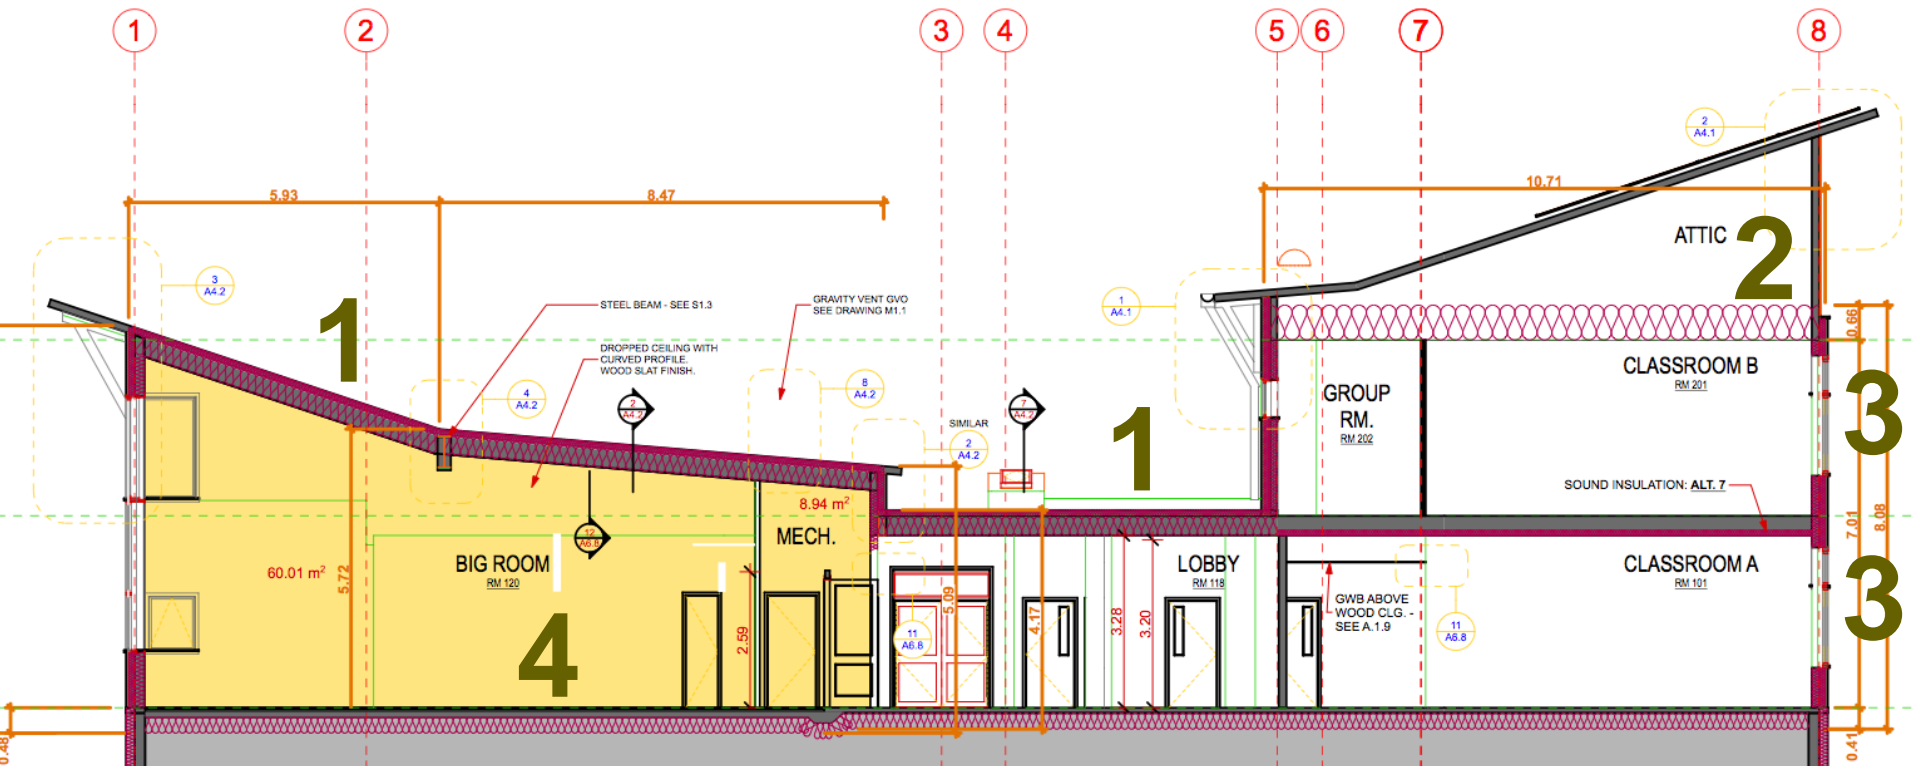 1
2
3
4
5
6
7
8
2
A4.1
5.93
8.47
10.71
ATTIC
2
3
A4.2
1
STEEL BEAM - SEE S1.3
GRAVITY VENT GVO
SEE DRAWING M1.1
1
A4.1
0.66
DROPPED CEILING WITH
CURVED PROFILE.
WOOD SLAT FINISH.
4
A4.2
8
A4.2
2
A4.2
7
A4.2
SIMILAR
2
A4.2
1
GROUP
RM.
RM 202
CLASSROOM B
RM 201
3
SOUND INSULATION: ALT. 7
8.94 m²
MECH.
12
A6.8
7.01
8.08
60.01 m²
5.72
BIG ROOM
RM 120
LOBBY
RM 118
CLASSROOM A
RM 101
3
5.09
4.17
3.28
3.20
2.59
GWB ABOVE
WOOD CLG. -
SEE A.1.9
11
A6.8
11
A6.8
4
0.48
0.41